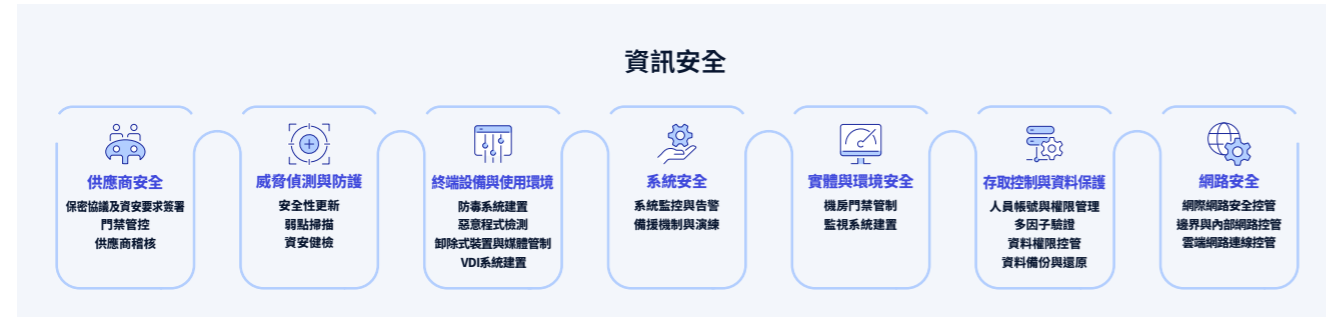 資訊安全
供應商安全
保密協議及資安要求簽署
門禁管控
供應商稽核
威脅偵測與防護
安全性更新
弱點掃描
資安健檢
終端設備與使用環境
防毒系統建置
惡意程式檢測
卸除式裝置與媒體管制
VDI系統建置
系統安全
系統監控與告警
備援機制與演練
實體與環境安全
機房門禁管制
監視系統建置
存取控制與資料保護
人員帳號與權限管理
多因子驗證
資料權限控管
資料備份與還原
網路安全
網際網路安全控管
邊界與內部網路控管
雲端網路連線控管